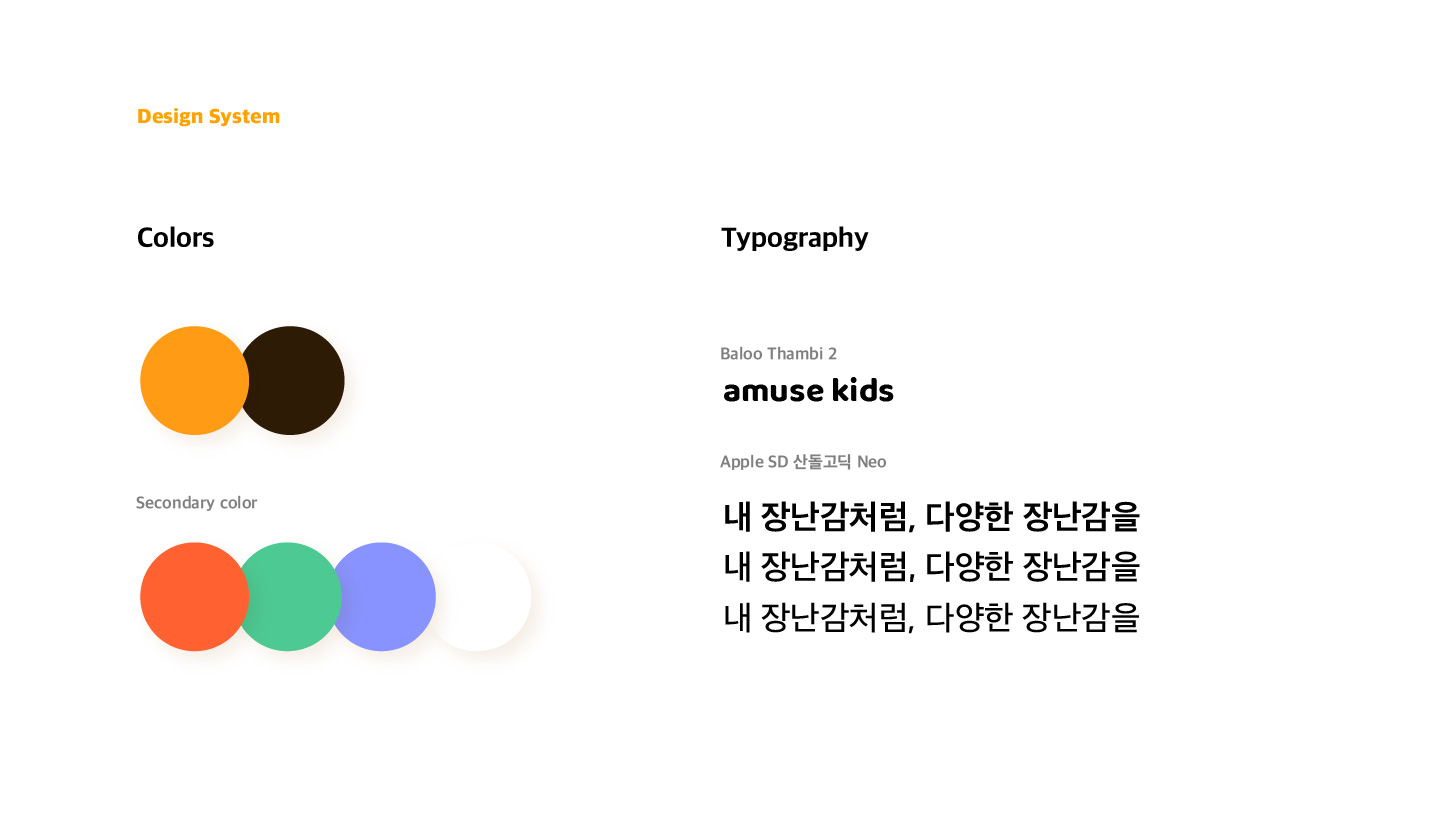 Design System
Colors
Secondary color
Typography
Baloo Thambi 2
amuse kids
Apple SD 산돌고딕 Neo
내 장난감처럼, 다양한 장난감을
내 장난감처럼, 다양한 장난감을
내 장난감처럼, 다양한 장난감을